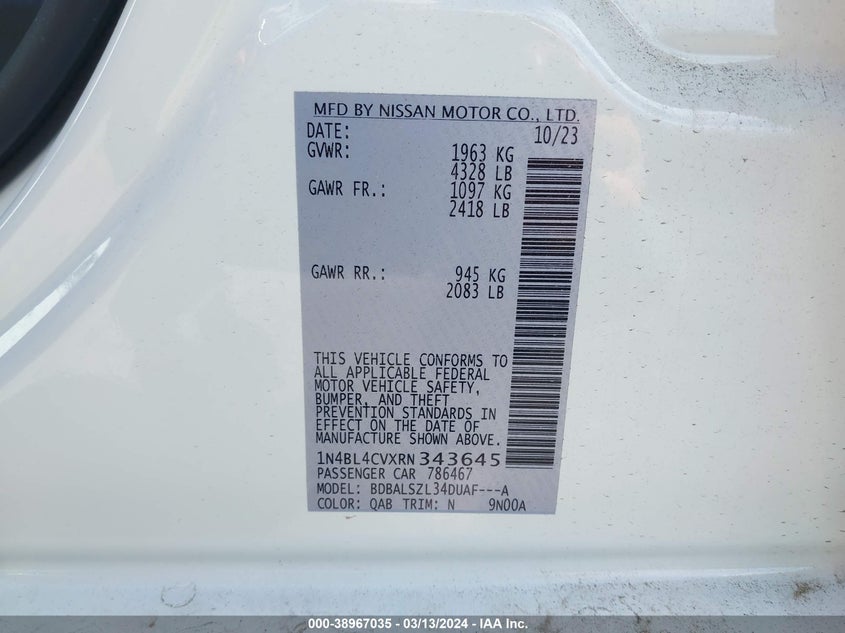 MFD BY NISSAN MOTOR CO., LTD.
DATE: 10/23
GVWR: 1963 KG
4328 LB
GAWR FR.: 1097 KG
2418 LB
GAWR RR.: 945 KG
2083 LB
THIS VEHICLE CONFORMS TO
ALL APPLICABLE FEDERAL
MOTOR VEHICLE SAFETY,
BUMPER, AND THEFT
PREVENTION STANDARDS IN
EFFECT ON THE DATE OF
MANUFACTURE SHOWN ABOVE.
1N4BL4CVXRN343645
PASSENGER CAR 786467
MODEL: BDBALSZL34DUAF---A
COLOR: QAB TRIM: N 9N00A
000-38967035 - 03/13/2024 - IAA Inc.